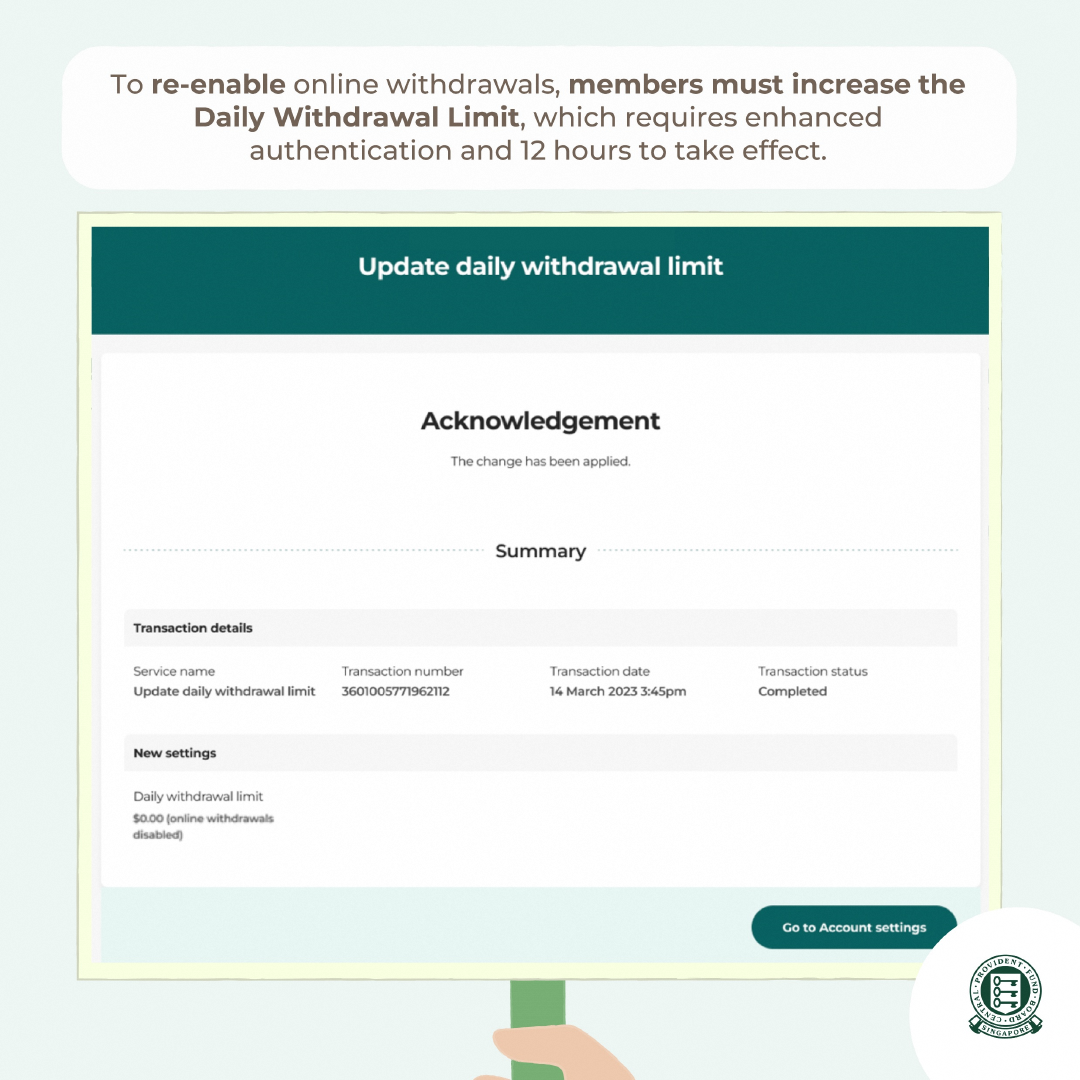 To re-enable online withdrawals, members must increase the
Daily Withdrawal Limit, which requires enhanced
authentication and 12 hours to take effect.
Update daily withdrawal limit
Acknowledgement
The change has been applied.
Summary
Transaction details
Service name Transaction number Transaction date Transaction status
Update daily withdrawal limit 3601005771962112 14 March 2023 3:45pm Completed
New settings
Daily withdrawal limit
$0.00 (online withdrawals
disabled)
Go to Account settings
CENTRAL · PROVIDENT · FUND · BOARD
SINGAPORE